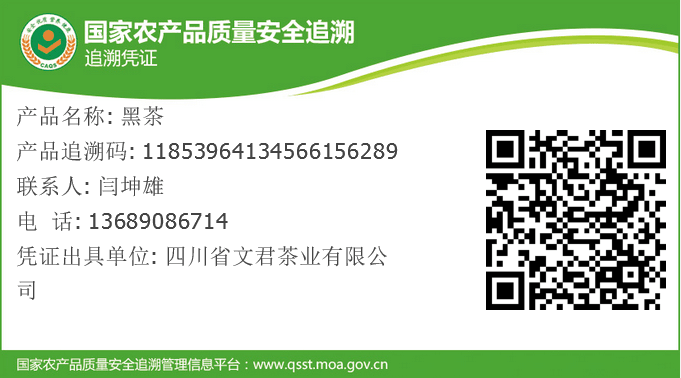 国家农产品质量安全追溯
追溯凭证
CAQS
产品名称: 黑茶
产品追溯码: 11853964134566156289
联系人: 闫坤雄
电 话: 13689086714
凭证出具单位: 四川省文君茶业有限公
司
国家农产品质量安全追溯管理信息平台：www.qsst.moa.gov.cn